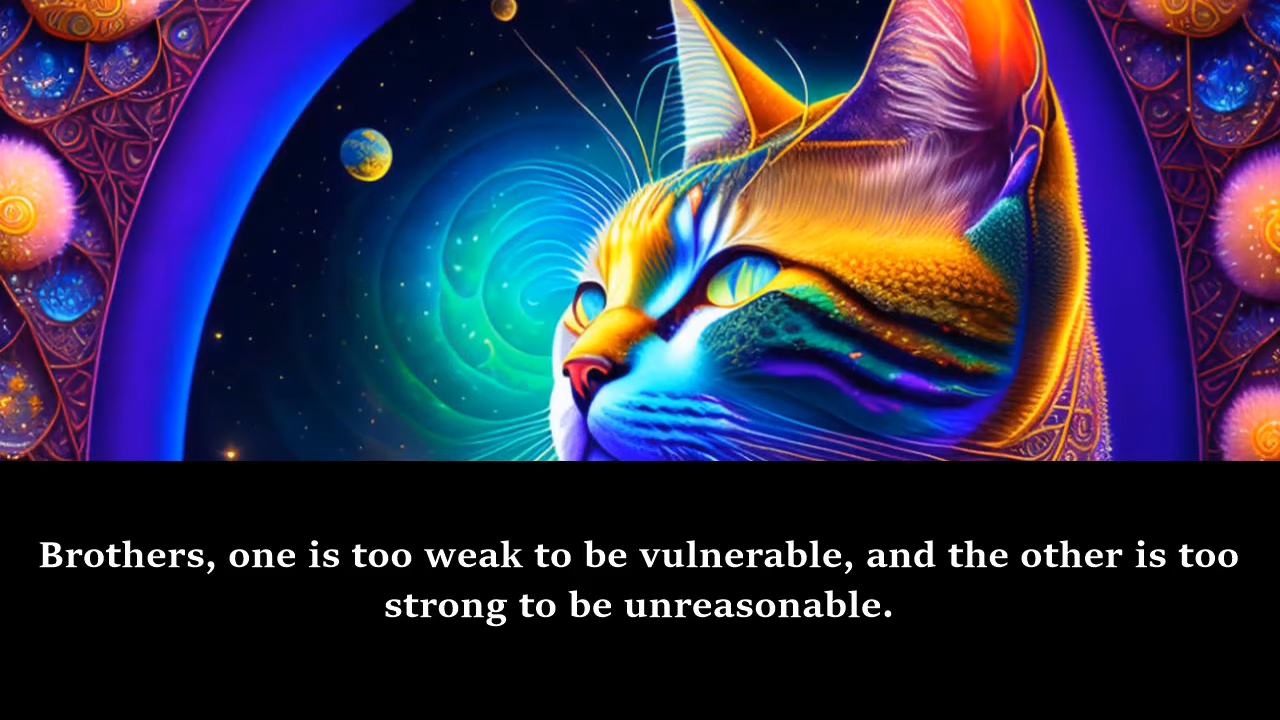 Brothers, one is too weak to be vulnerable, and the other is too
strong to be unreasonable.